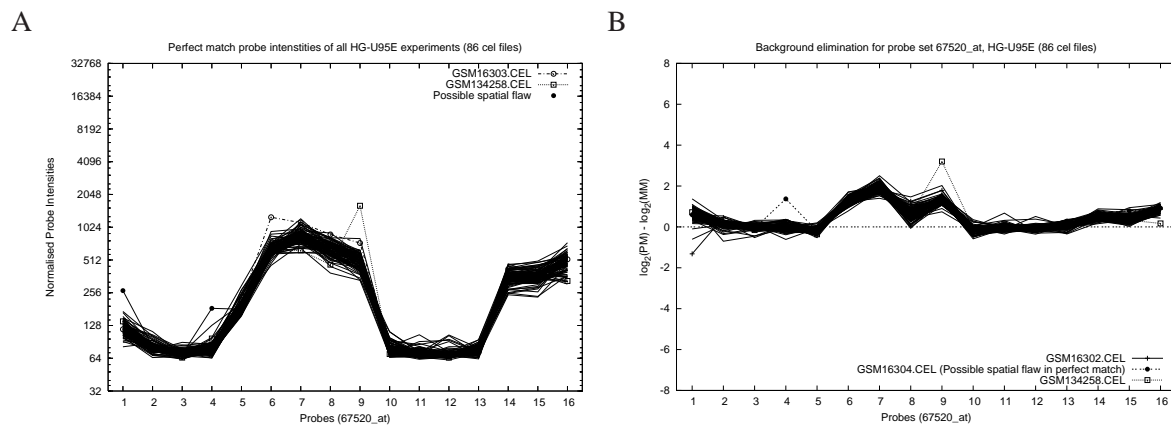 A
Perfect match probe intenstities of all HG-U95E experiments (86 cel files)
32768
16384
8192
4096
2048
1024
512
256
128
64
32
Normalised Probe Intensities
GSM16303.CEL
GSM134258.CEL
Possible spatial flaw
1 2 3 4 5 6 7 8 9 10 11 12 13 14 15 16
Probes (67520_at)
B
Background elimination for probe set 67520_at, HG-U95E (86 cel files)
8
6
4
2
0
-2
-4
-6
-8
log2(PM) - log2(MM)
GSM16302.CEL
GSM16304.CEL (Possible spatial flaw in perfect match)
GSM134258.CEL
1 2 3 4 5 6 7 8 9 10 11 12 13 14 15 16
Probes (67520_at)